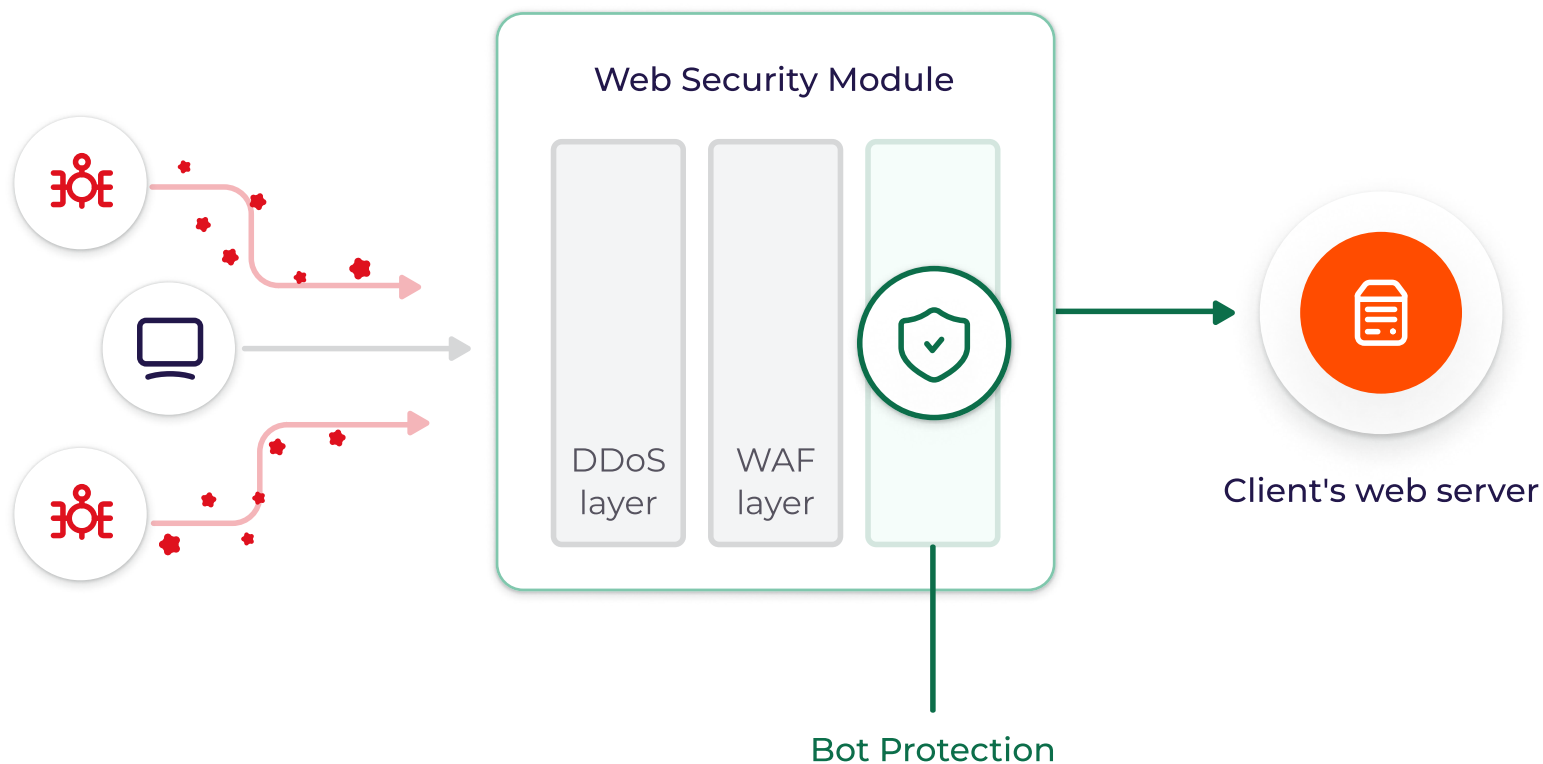 Web Security Module
DDoS
layer
WAF
layer
Client's web server
Bot Protection